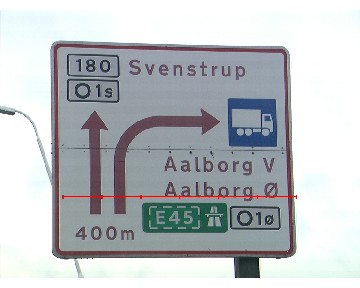 180 Svenstrup
O1s
Aalborg V
Aalborg Ø
400m E45 O1ø